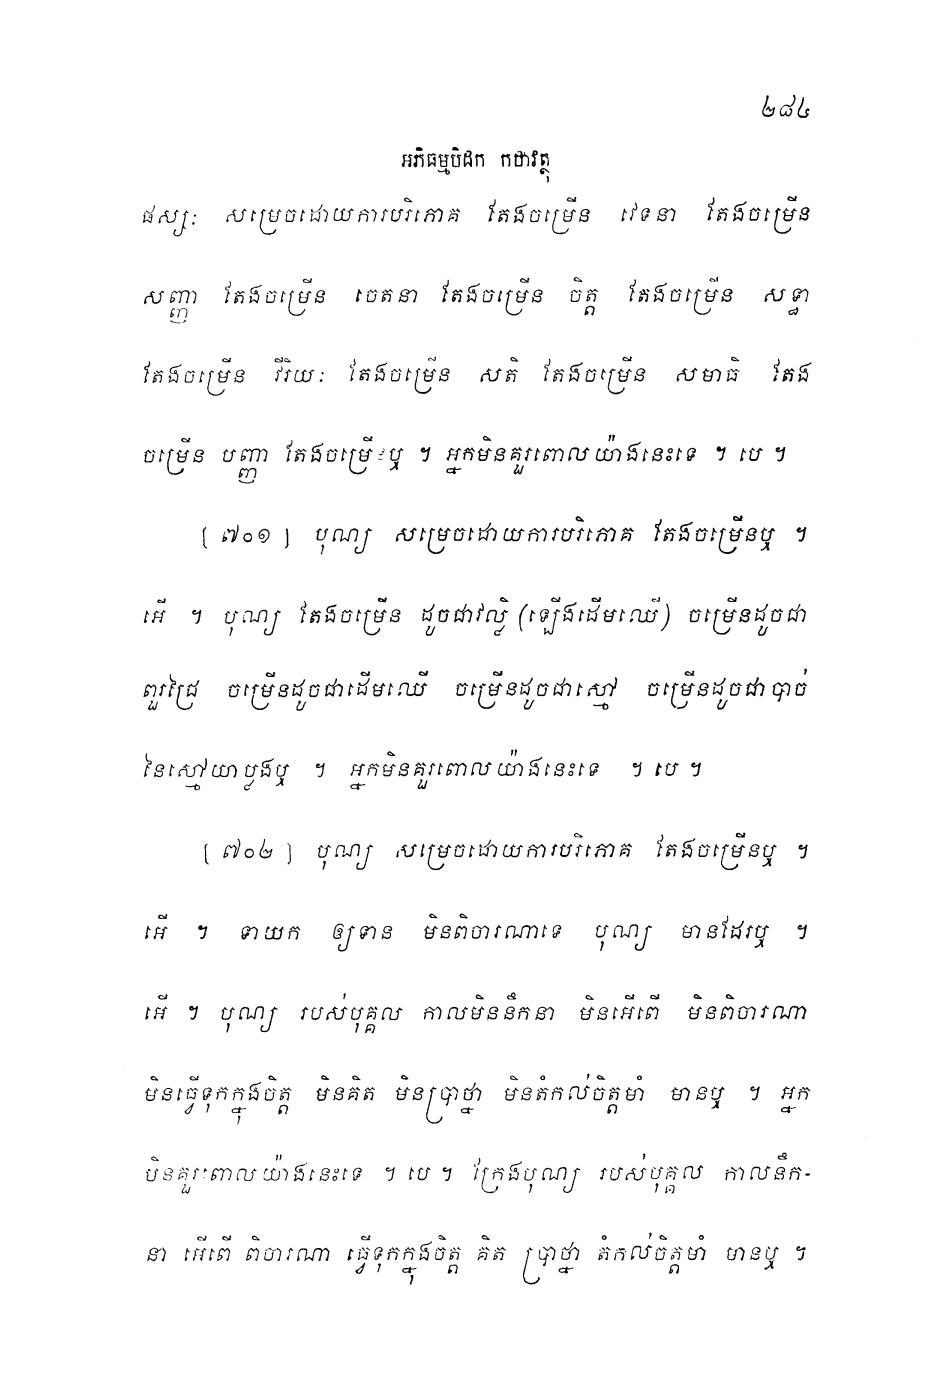 ២៨៤
អភិធម្មបិដក កថាវត្ថុ
ផស្សៈ សម្រេចដោយការបរិភោគ តែងចម្រើន វេទនា តែងចម្រើន
សញ្ញា តែងចម្រើន ចេតនា តែងចម្រើន ចិត្ត តែងចម្រើន សទ្ធា
តែងចម្រើន វីរិយៈ តែងចម្រើន សតិ តែងចម្រើន សមាធិ តែង
ចម្រើន បញ្ញា តែងចម្រើនឬ ។ អ្នកមិនគួរពោលយ៉ាងនេះទេ ។ បេ ។
[ ៧០១ ] បុណ្យ សម្រេចដោយការបរិភោគ តែងចម្រើនឬ ។
អើ ។ បុណ្យ តែងចម្រើន ដូចជាវល្លិ (ឡើងដើមឈើ) ចម្រើនដូចជា
ពួរជ្រៃ ចម្រើនដូចជាដើមឈើ ចម្រើនដូចជាស្មៅ ចម្រើនដូចជាបាច់
នៃស្មៅយាប្លងឬ ។ អ្នកមិនគួរពោលយ៉ាងនេះទេ ។ បេ ។
[ ៧០២ ] បុណ្យ សម្រេចដោយការបរិភោគ តែងចម្រើនឬ ។
អើ ។ ទាយក ឲ្យទាន មិនពិចារណាទេ បុណ្យ មានដែរឬ ។
អើ ។ បុណ្យ របស់បុគ្គល កាលមិននឹកនា មិនអើពើ មិនពិចារណា
មិនធ្វើទុកក្នុងចិត្ត មិនគិត មិនប្រាថ្នា មិនតំកល់ចិត្តមាំ មានឬ ។ អ្នក
មិនគួរពោលយ៉ាងនេះទេ ។ បេ ។ ក្រែងបុណ្យ របស់បុគ្គល កាលនឹក-
នា អើពើ ពិចារណា ធ្វើទុកក្នុងចិត្ត គិត ប្រាថ្នា តំកល់ចិត្តមាំ មានឬ ។